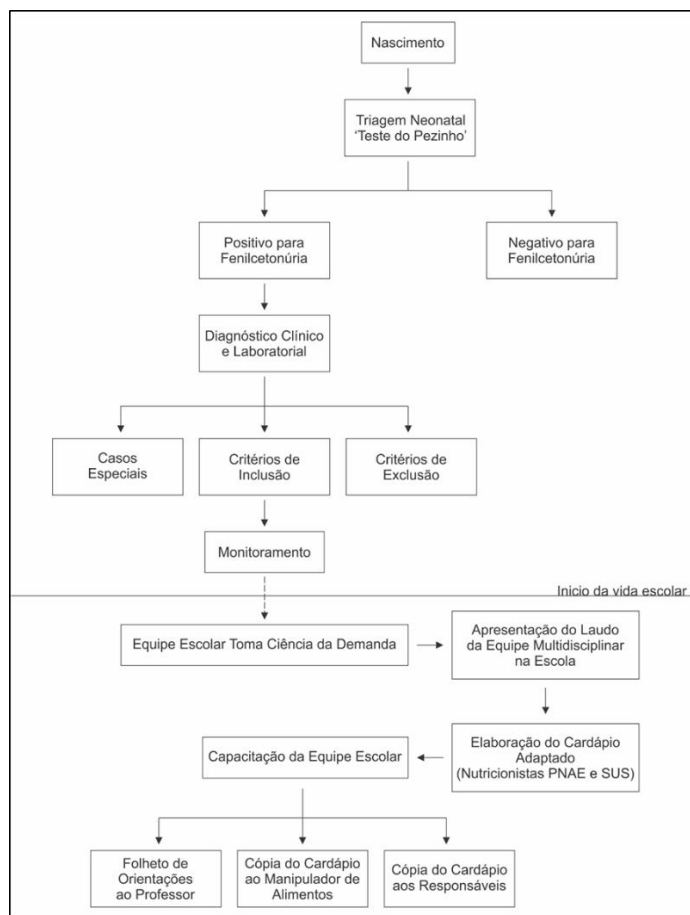 Nascimento
Triagem Neonatal
'Teste do Pezinho'
Positivo para
Fenilcetonúria
Negativo para
Fenilcetonúria
Diagnóstico Clínico
e Laboratorial
Casos
Especiais
Critérios de
Inclusão
Critérios de
Exclusão
Monitoramento
Inicio da vida escolar
Equipe Escolar Toma Ciência da Demanda
Apresentação do Laudo
da Equipe Multidisciplinar
na Escola
Elaboração do Cardápio
Adaptado
(Nutricionistas PNAE e SUS)
Capacitação da Equipe Escolar
Folheto de
Orientações
ao Professor
Cópia do Cardápio
ao Manipulador de
Alimentos
Cópia do Cardápio
aos Responsáveis